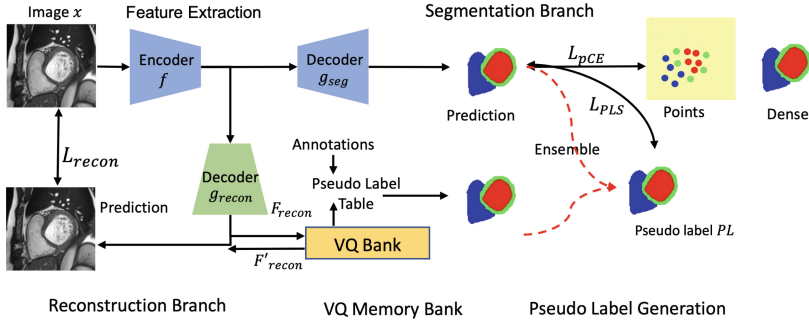 Image x
Feature Extraction
Segmentation Branch
Encoder
f
Decoder
g_seg
L_pCE
L_PLS
Prediction
Points
Dense
L_recon
Annotations
Ensemble
Decoder
g_recon
Pseudo Label
Table
Prediction
F_recon
VQ Bank
F'_recon
Pseudo label PL
Reconstruction Branch
VQ Memory Bank
Pseudo Label Generation